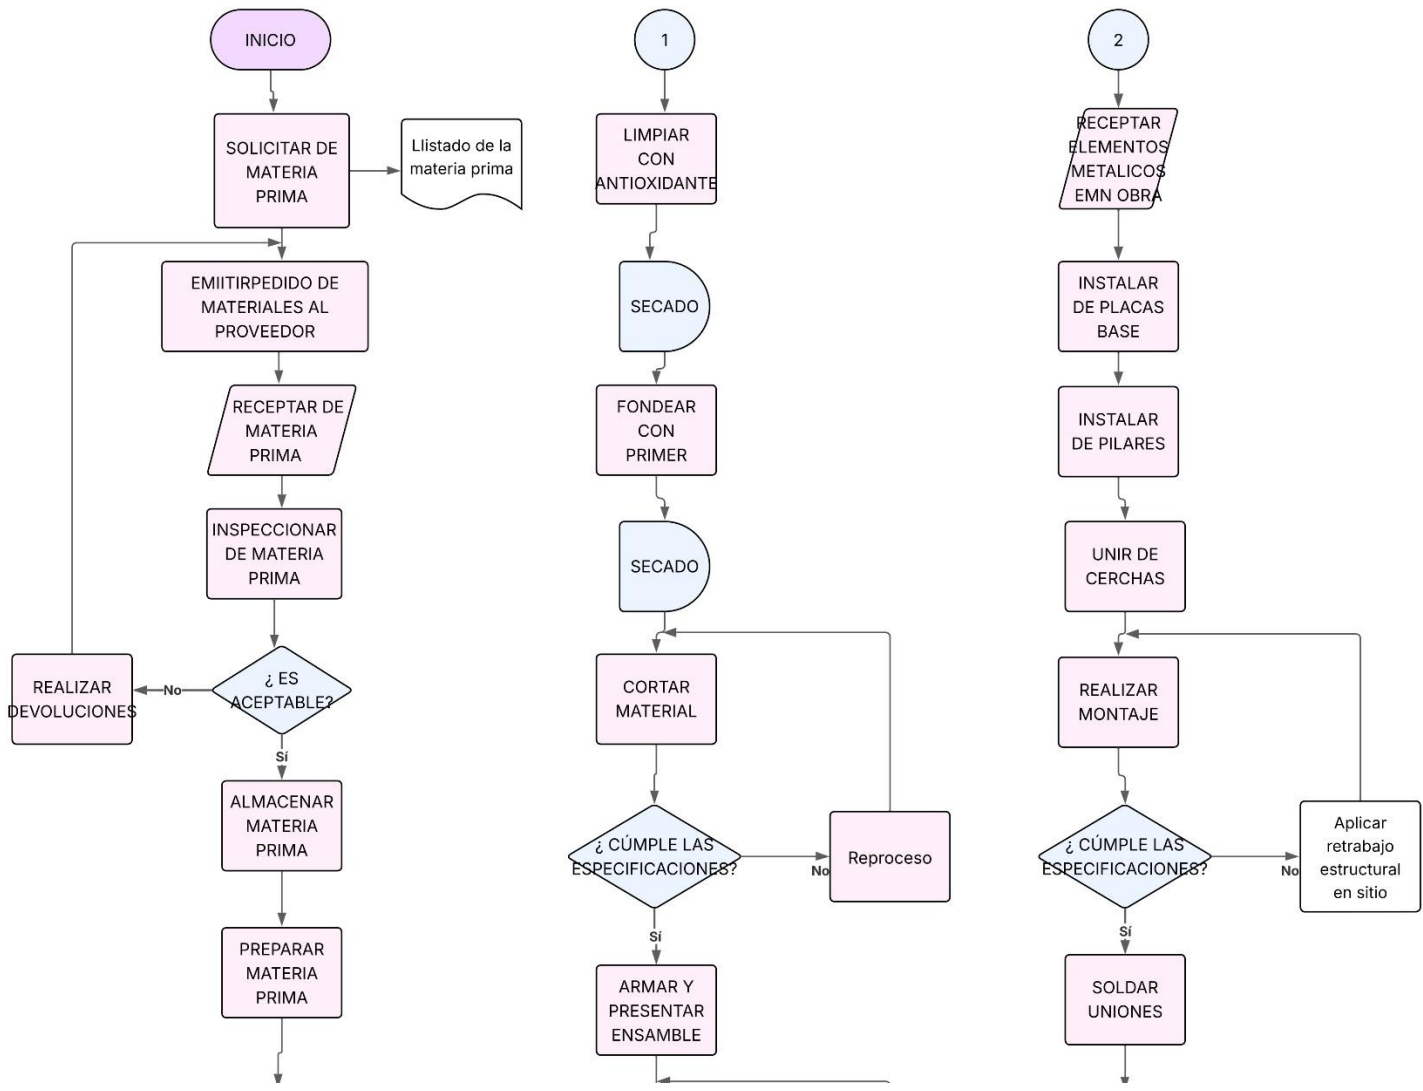 INICIO
SOLICITAR DE
MATERIA
PRIMA
Llistado de la
materia prima
EMIITIRPEDIDO DE
MATERIALES AL
PROVEEDOR
RECEPTAR DE
MATERIA
PRIMA
INSPECCIONAR
DE MATERIA
PRIMA
¿ ES
ACEPTABLE?
No
REALIZAR
DEVOLUCIONES
Sí
ALMACENAR
MATERIA
PRIMA
PREPARAR
MATERIA
PRIMA
1
LIMPIAR
CON
ANTIOXIDANTE
SECADO
FONDEAR
CON
PRIMER
SECADO
CORTAR
MATERIAL
¿ CÚMPLE LAS
ESPECIFICACIONES?
No
Reproceso
Sí
ARMAR Y
PRESENTAR
ENSAMBLE
2
RECEPTAR
ELEMENTOS
METALICOS
EMN OBRA
INSTALAR
DE PLACAS
BASE
INSTALAR
DE PILARES
UNIR DE
CERCHAS
REALIZAR
MONTAJE
¿ CÚMPLE LAS
ESPECIFICACIONES?
No
Aplicar
retrabajo
estructural
en sitio
Sí
SOLDAR
UNIONES